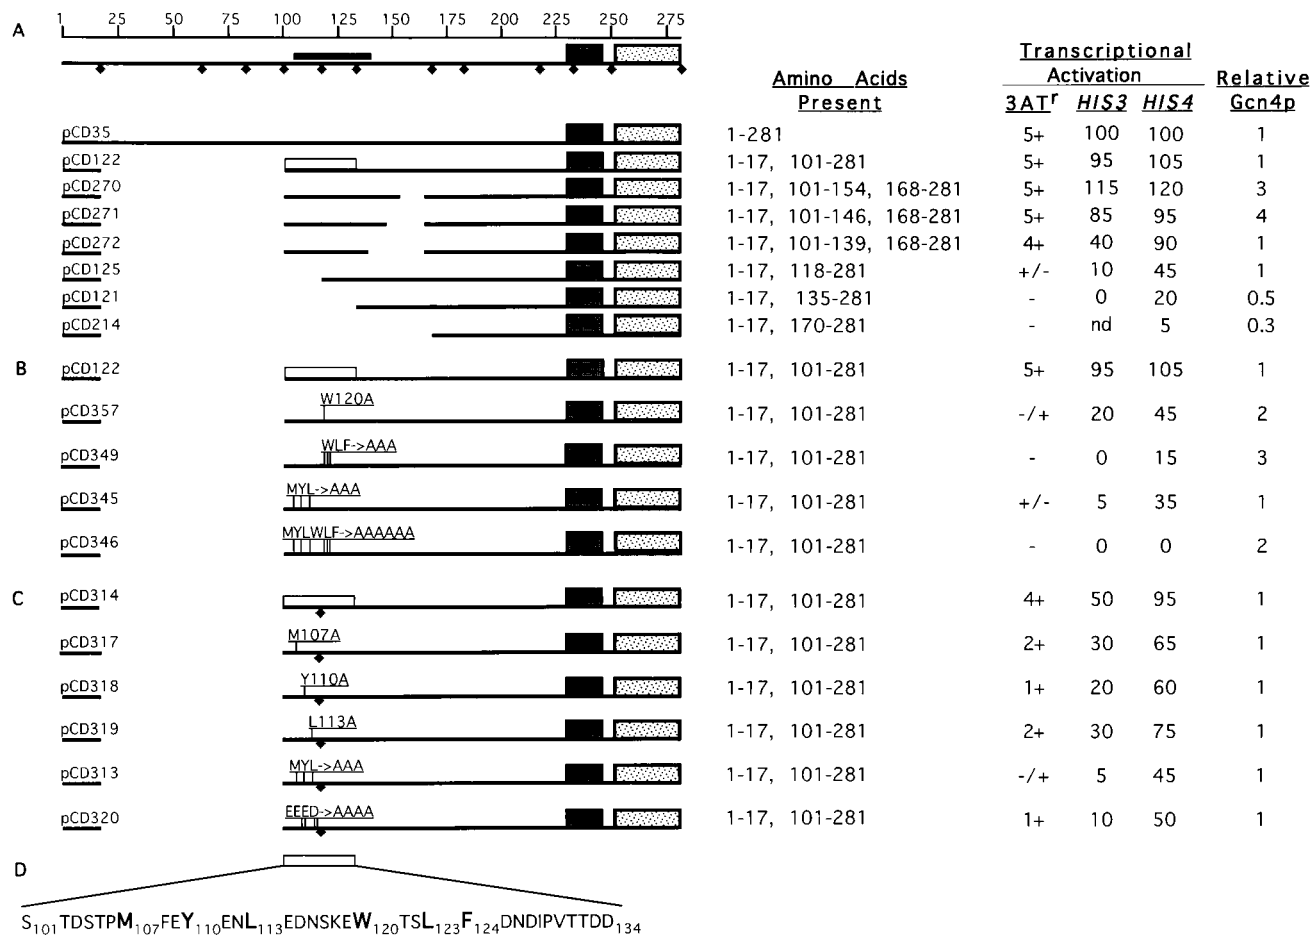 1 25 50 75 100 125 150 175 200 225 250 275
A
Transcriptional
Amino Acids Activation Relative
Present 3ATr HIS3 HIS4 Gcn4p
pCD35 1-281 5+ 100 100 1
pCD122 1-17, 101-281 5+ 95 105 1
pCD270 1-17, 101-154, 168-281 5+ 115 120 3
pCD271 1-17, 101-146, 168-281 5+ 85 95 4
pCD272 1-17, 101-139, 168-281 4+ 40 90 1
pCD125 1-17, 118-281 +/- 10 45 1
pCD121 1-17, 135-281 - 0 20 0.5
pCD214 1-17, 170-281 - nd 5 0.3
B pCD122 1-17, 101-281 5+ 95 105 1
pCD357 W120A 1-17, 101-281 -/+ 20 45 2
pCD349 WLF->AAA 1-17, 101-281 - 0 15 3
pCD345 MYL->AAA 1-17, 101-281 +/- 5 35 1
pCD346 MYLWLF->AAAAAA 1-17, 101-281 - 0 0 2
C pCD314 1-17, 101-281 4+ 50 95 1
pCD317 M107A 1-17, 101-281 2+ 30 65 1
pCD318 Y110A 1-17, 101-281 1+ 20 60 1
pCD319 L113A 1-17, 101-281 2+ 30 75 1
pCD313 MYL->AAA 1-17, 101-281 -/+ 5 45 1
pCD320 EEED->AAAA 1-17, 101-281 1+ 10 50 1
D
S101TDSTPM107FEY110ENL113EDNSKEW120TSL123F124DNDIPVTTDD134